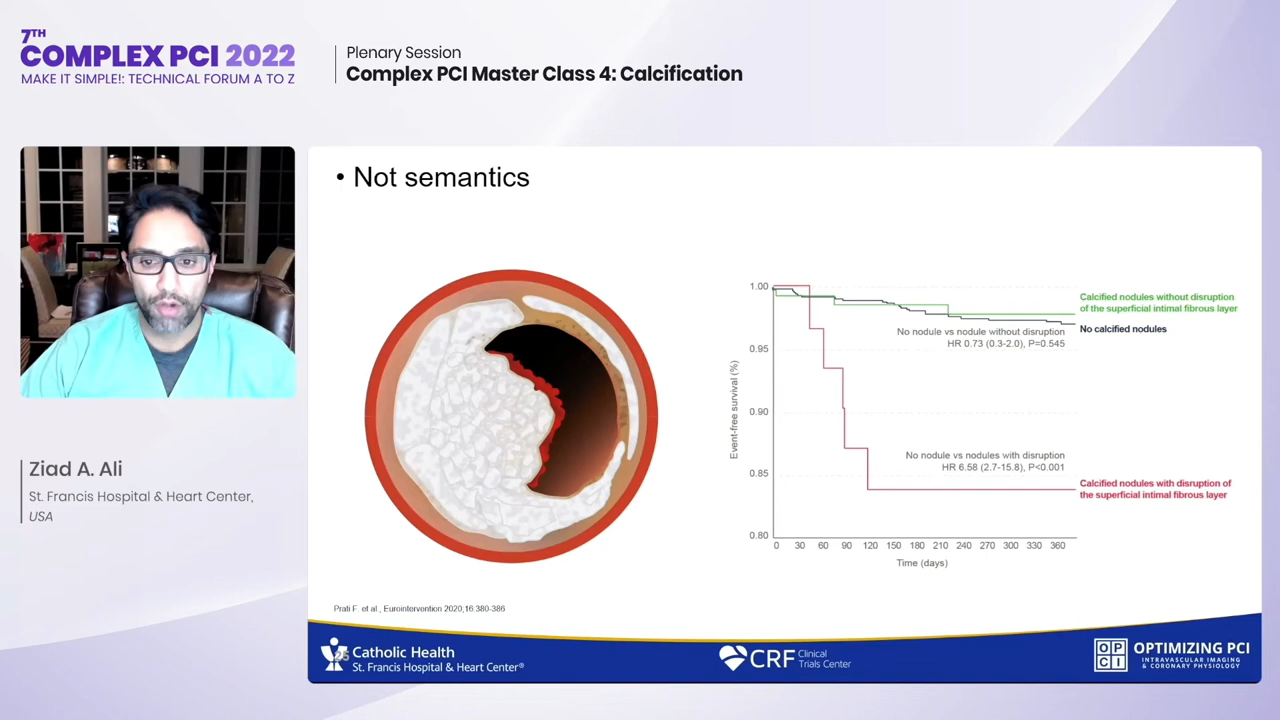 7TH
COMPLEX PCI 2022
MAKE IT SIMPLE!: TECHNICAL FORUM A TO Z
Plenary Session
Complex PCI Master Class 4: Calcification
Ziad A. Ali
St. Francis Hospital & Heart Center,
USA
• Not semantics
1.00
0.95
0.90
0.85
0.80
Event-free survival (%)
Calcified nodules without disruption
of the superficial intimal fibrous layer
No calcified nodules
No nodule vs nodule without disruption
HR 0.73 (0.3-2.0), P=0.545
No nodule vs nodules with disruption
HR 6.58 (2.7-15.8), P<0.001
Calcified nodules with disruption of
the superficial intimal fibrous layer
0 30 60 90 120 150 180 210 240 270 300 330 360
Time (days)
Prati F. et al., Eurointervention 2020;16:380-386
Catholic Health
St. Francis Hospital & Heart Center®
CRF Clinical
Trials Center
OPCI
OPTIMIZING PCI
INTRAVASCULAR IMAGING
& CORONARY PHYSIOLOGY